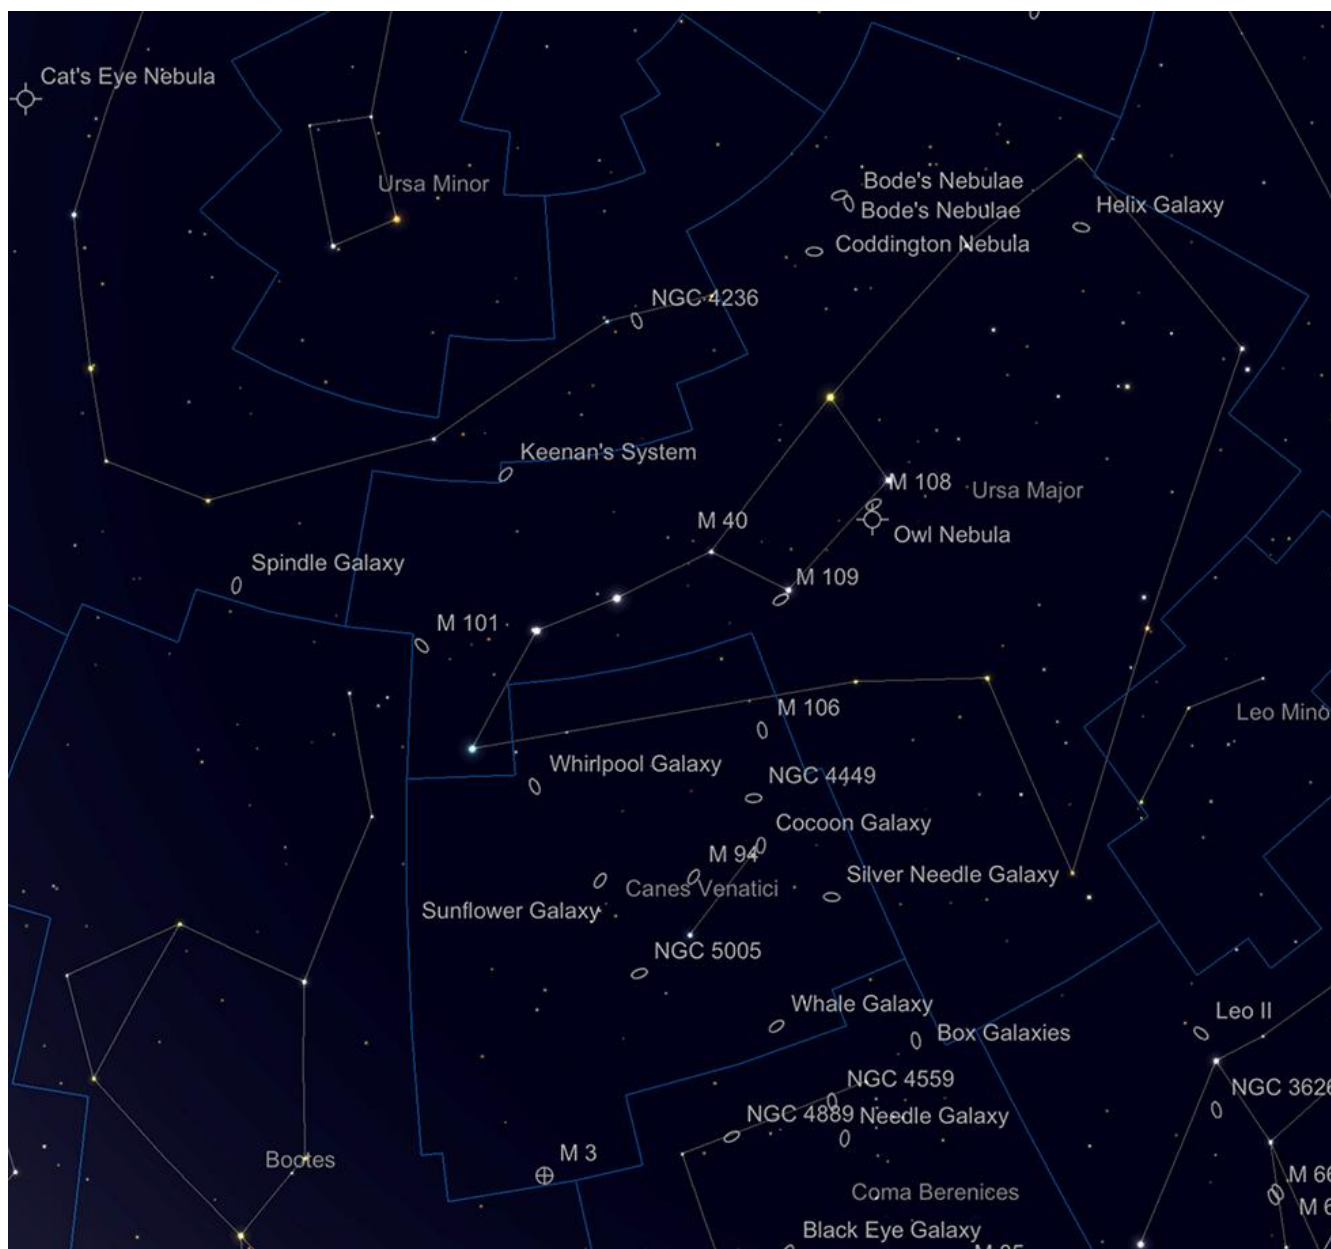 Cat's Eye Nebula
Ursa Minor
Bode's Nebulae
Bode's Nebulae
Helix Galaxy
Coddington Nebula
NGC 4236
Keenan's System
M 108
Ursa Major
M 40
Owl Nebula
Spindle Galaxy
M 109
M 101
M 106
Leo Mino
Whirlpool Galaxy
NGC 4449
Cocoon Galaxy
M 94
Silver Needle Galaxy
Canes Venatici
Sunflower Galaxy
NGC 5005
Whale Galaxy
Leo II
Box Galaxies
NGC 4559
NGC 3626
NGC 4889
Needle Galaxy
M 3
Bootes
M 66
Coma Berenices
M 6
Black Eye Galaxy